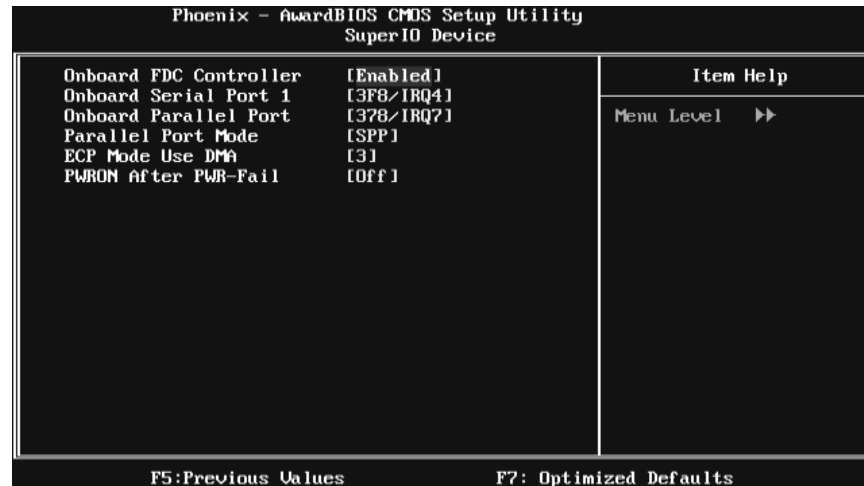 Phoenix - AwardBIOS CMOS Setup Utility
SuperIO Device
Onboard FDC Controller [Enabled]
Onboard Serial Port 1 [3F8/IRQ4]
Onboard Parallel Port [378/IRQ7]
Parallel Port Mode [SPP]
ECP Mode Use DMA [3]
PWRON After PWR-Fail [Off]
Item Help
Menu Level ▶▶
F5:Previous Values F7: Optimized Defaults